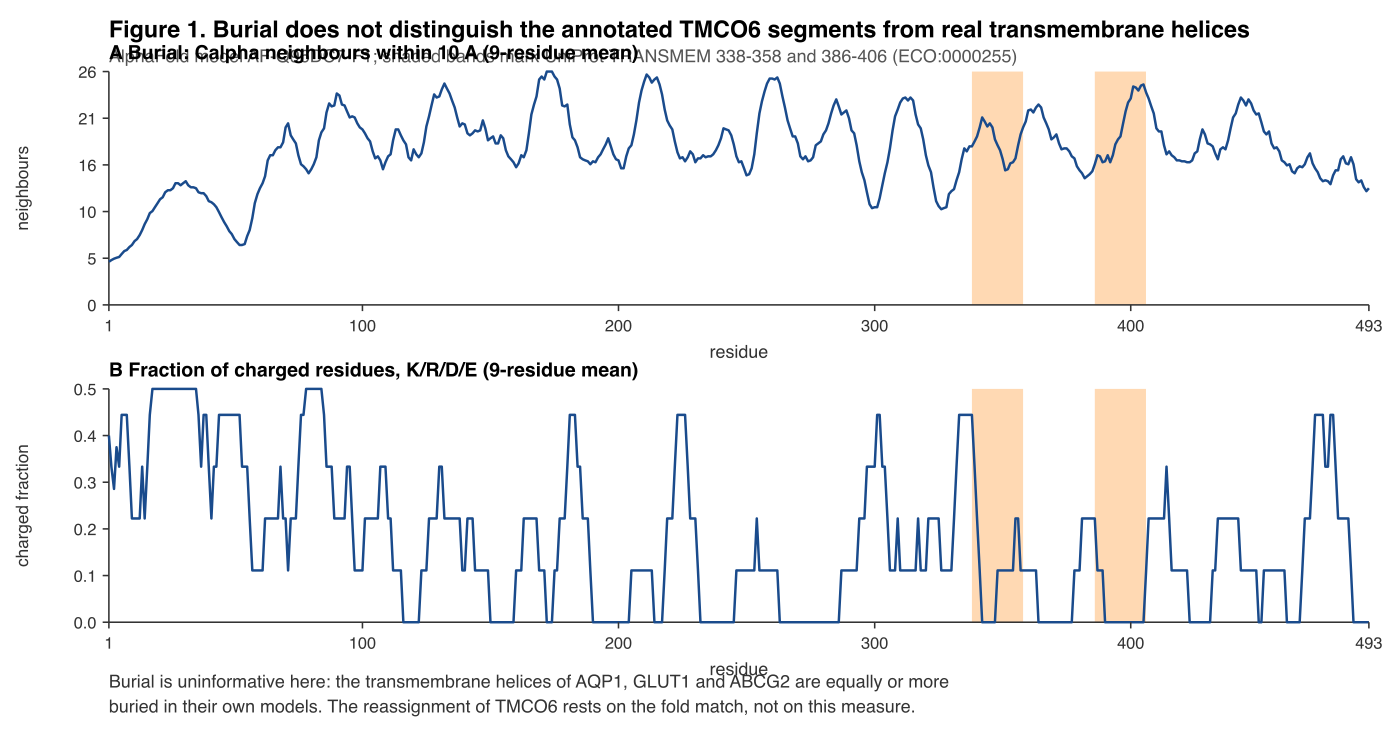 Figure 1. Burial does not distinguish the annotated TMCO6 segments from real transmembrane helices
A Burial: Calpha neighbours within 10 A (9-residue mean)
shaded bands mark UniProt TRANSMEM 338-358 and 386-406 (ECO:0000255)
26
21
16
10
5
0
neighbours
1 100 200 300 400 493
residue
B Fraction of charged residues, K/R/D/E (9-residue mean)
0.5
0.4
0.3
0.2
0.1
0.0
charged fraction
1 100 200 300 400 493
residue
Burial is uninformative here: the transmembrane helices of AQP1, GLUT1 and ABCG2 are equally or more
buried in their own models. The reassignment of TMCO6 rests on the fold match, not on this measure.